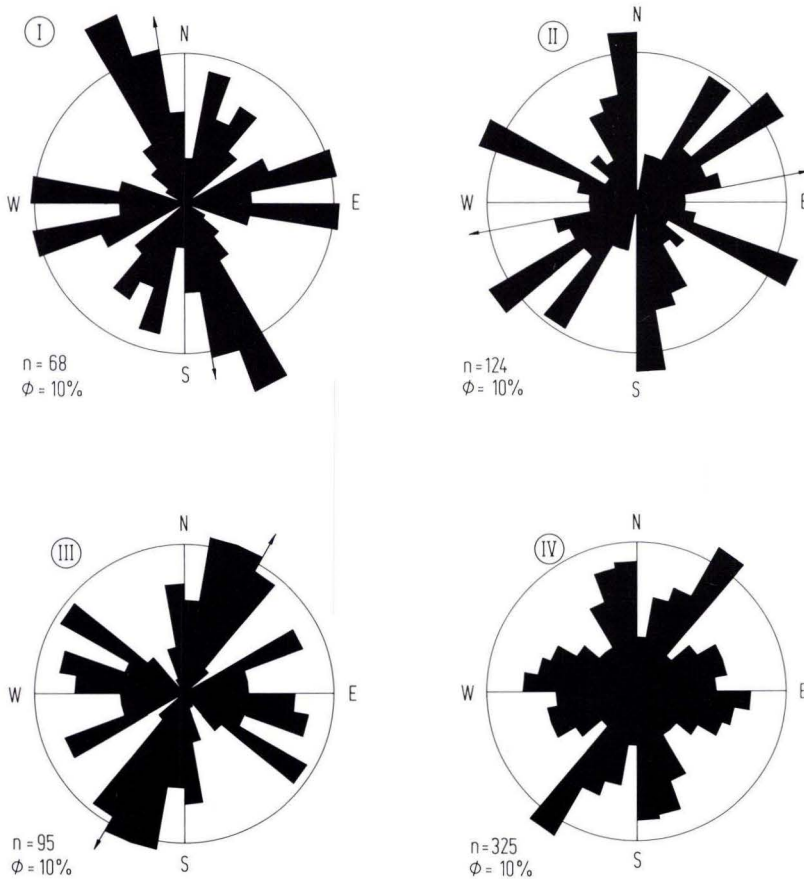 I
N
W
E
S
n = 68
ϕ = 10%
II
N
W
E
S
n = 124
ϕ = 10%
III
N
W
E
S
n = 95
ϕ = 10%
IV
N
W
E
S
n = 325
ϕ = 10%